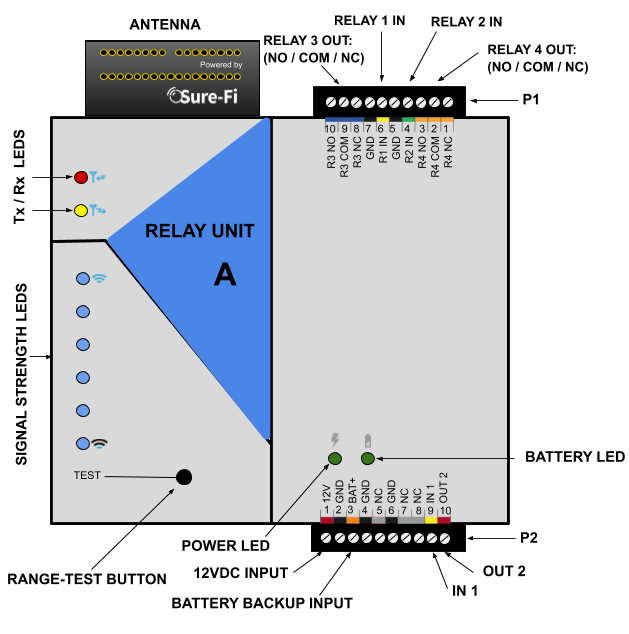 ANTENNA
RELAY 1 IN
RELAY 2 IN
RELAY 3 OUT:
(NO / COM / NC)
RELAY 4 OUT:
(NO / COM / NC)
Powered by
Sure-Fi
P1
10 9 8 7 6 5 4 3 2 1
R3 NO
R3 COM
R3 NC
GND
R1 IN
GND
R2 IN
R4 NO
R4 COM
R4 NC
Tx / Rx LEDS
RELAY UNIT
A
SIGNAL STRENGTH LEDS
TEST
BATTERY LED
12V
GND
BAT+
GND
NC
GND
NC
NC
IN 1
OUT 2
1 2 3 4 5 6 7 8 9 10
P2
POWER LED
12VDC INPUT
OUT 2
RANGE-TEST BUTTON
IN 1
BATTERY BACKUP INPUT